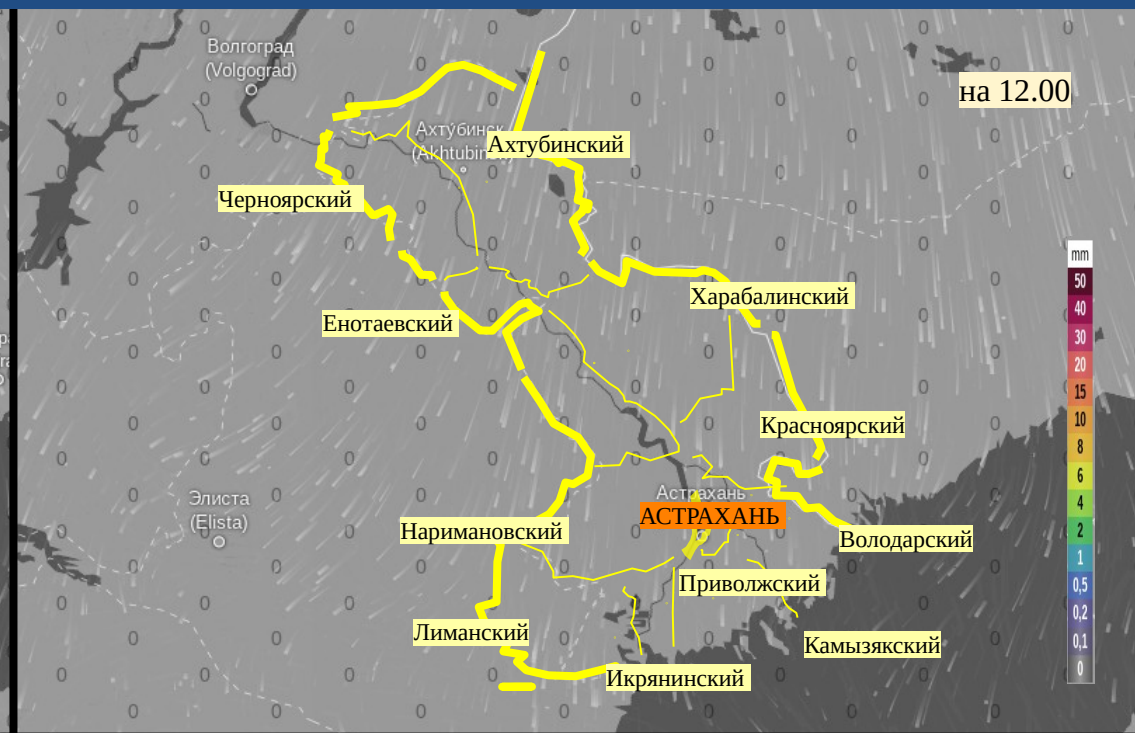 Волгоград
(Volgograd)
на 12.00
Ахтубинск
(Akhtubinsk)
Ахтубинский
Черноярский
mm
50
40
30
20
15
10
8
6
4
2
1
0,5
0,2
0,1
0
Харабалинский
Енотаевский
Красноярский
Элиста
(Elista)
Астрахань
АСТРАХАНЬ
Наримановский
Володарский
Приволжский
Лиманский
Камызякский
Икрянинский